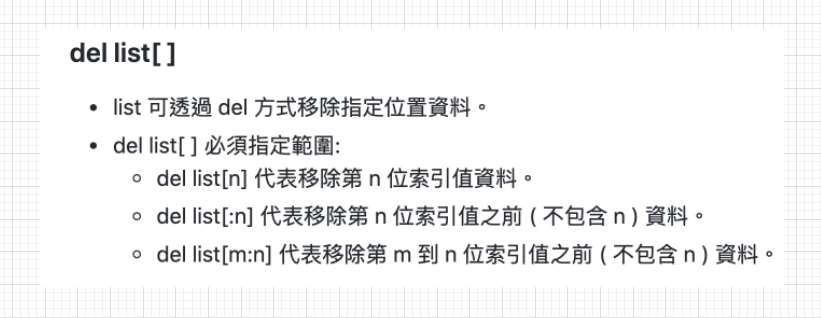 del list[ ]
list 可透過 del 方式移除指定位置資料。
del list[ ] 必須指定範圍:
del list[n] 代表移除第 n 位索引值資料。
del list[:n] 代表移除第 n 位索引值之前 ( 不包含 n ) 資料。
del list[m:n] 代表移除第 m 到 n 位索引值之前 ( 不包含 n ) 資料。